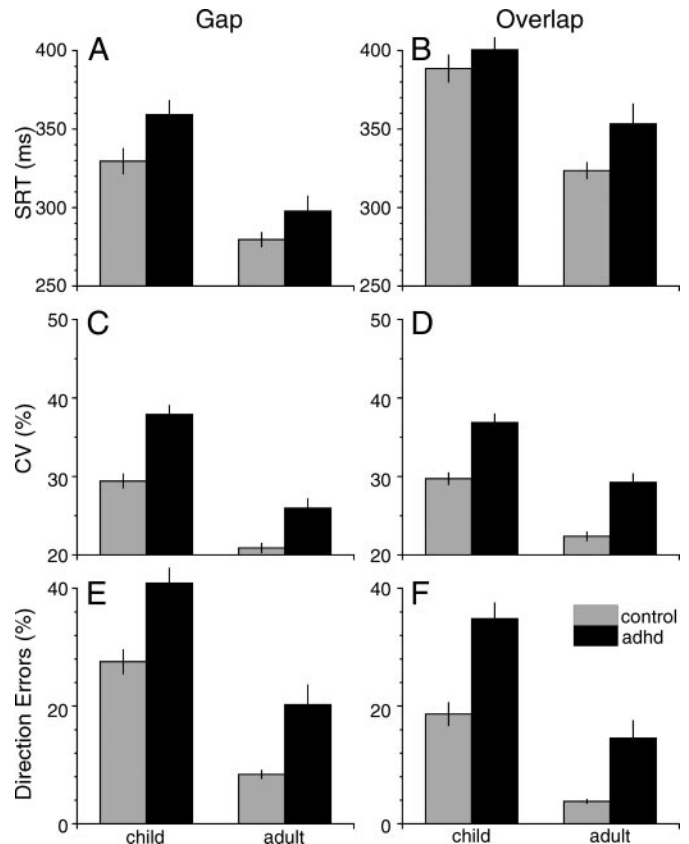 Gap Overlap
A B
400 400
350 350
300 300
250 250
SRT (ms)
C D
50 50
40 40
30 30
20 20
CV (%)
E F
40 40
20 20
0 0
Direction Errors (%)
control
adhd
child adult child adult